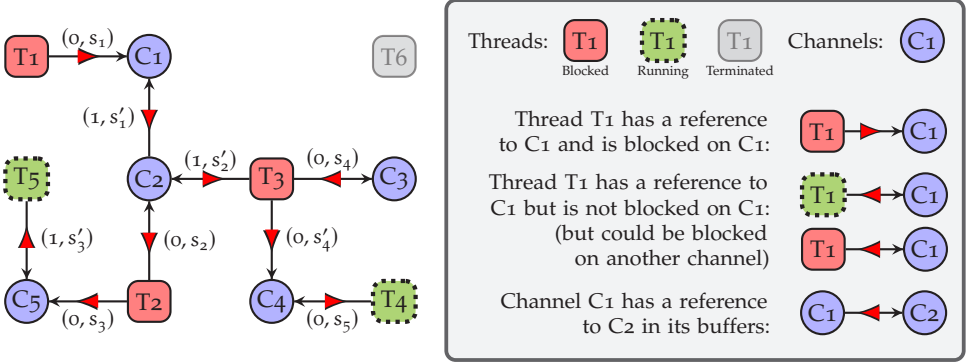 T1
(0, s1)
C1
T6
(1, s′1)
T5
C2
(1, s′2)
T3
(0, s4)
C3
(1, s′3)
(0, s2)
(0, s′4)
C5
(0, s3)
T2
C4
(0, s5)
T4
Threads: T1 T1 T1 Channels: C1
Blocked Running Terminated
Thread T1 has a reference
to C1 and is blocked on C1:
T1 C1
Thread T1 has a reference to
C1 but is not blocked on C1:
(but could be blocked
on another channel)
T1 C1
T1 C1
Channel C1 has a reference
to C2 in its buffers:
C1 C2